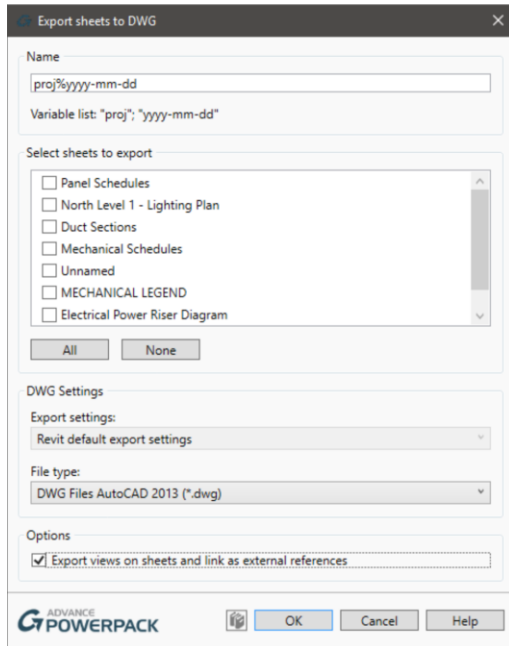 Export sheets to DWG
Name
proj%yyyy-mm-dd
Variable list: "proj"; "yyyy-mm-dd"
Select sheets to export
Panel Schedules
North Level 1 - Lighting Plan
Duct Sections
Mechanical Schedules
Unnamed
MECHANICAL LEGEND
Electrical Power Riser Diagram
All
None
DWG Settings
Export settings:
Revit default export settings
File type:
DWG Files AutoCAD 2013 (*.dwg)
Options
Export views on sheets and link as external references
ADVANCE
POWERPACK
OK
Cancel
Help